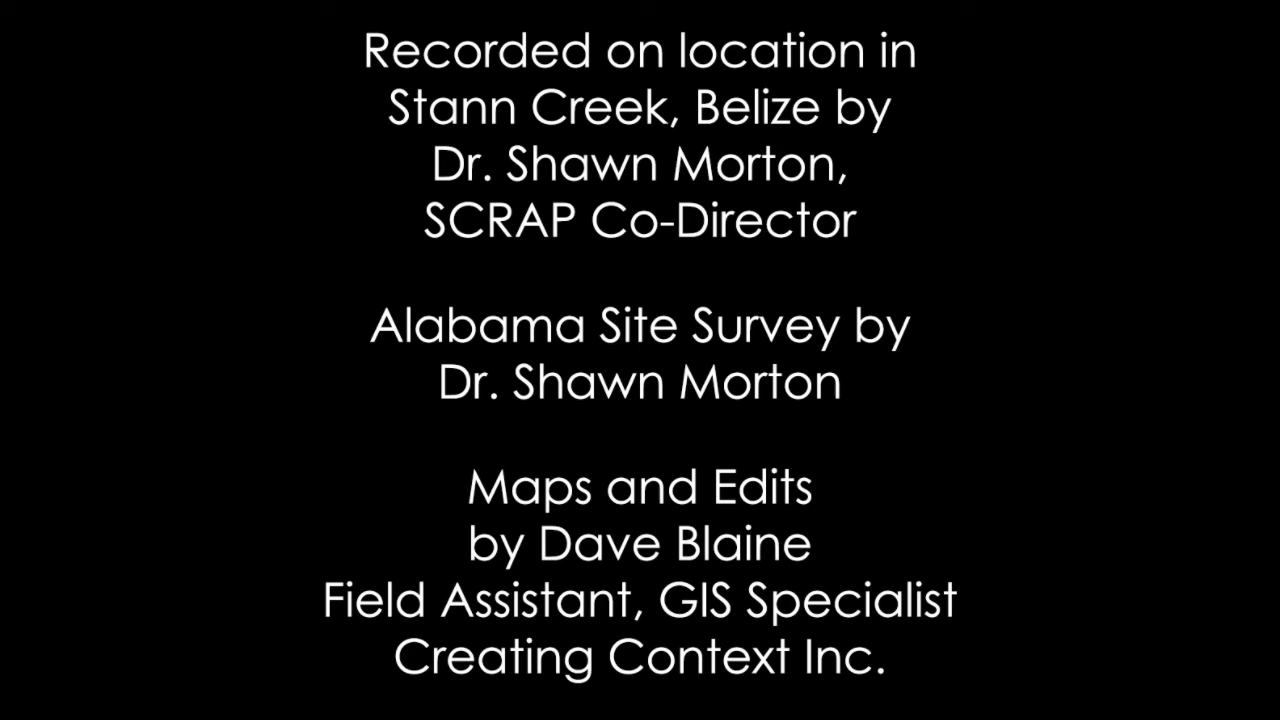 Recorded on location in
Stann Creek, Belize by
Dr. Shawn Morton,
SCRAP Co-Director
Alabama Site Survey by
Dr. Shawn Morton
Maps and Edits
by Dave Blaine
Field Assistant, GIS Specialist
Creating Context Inc.